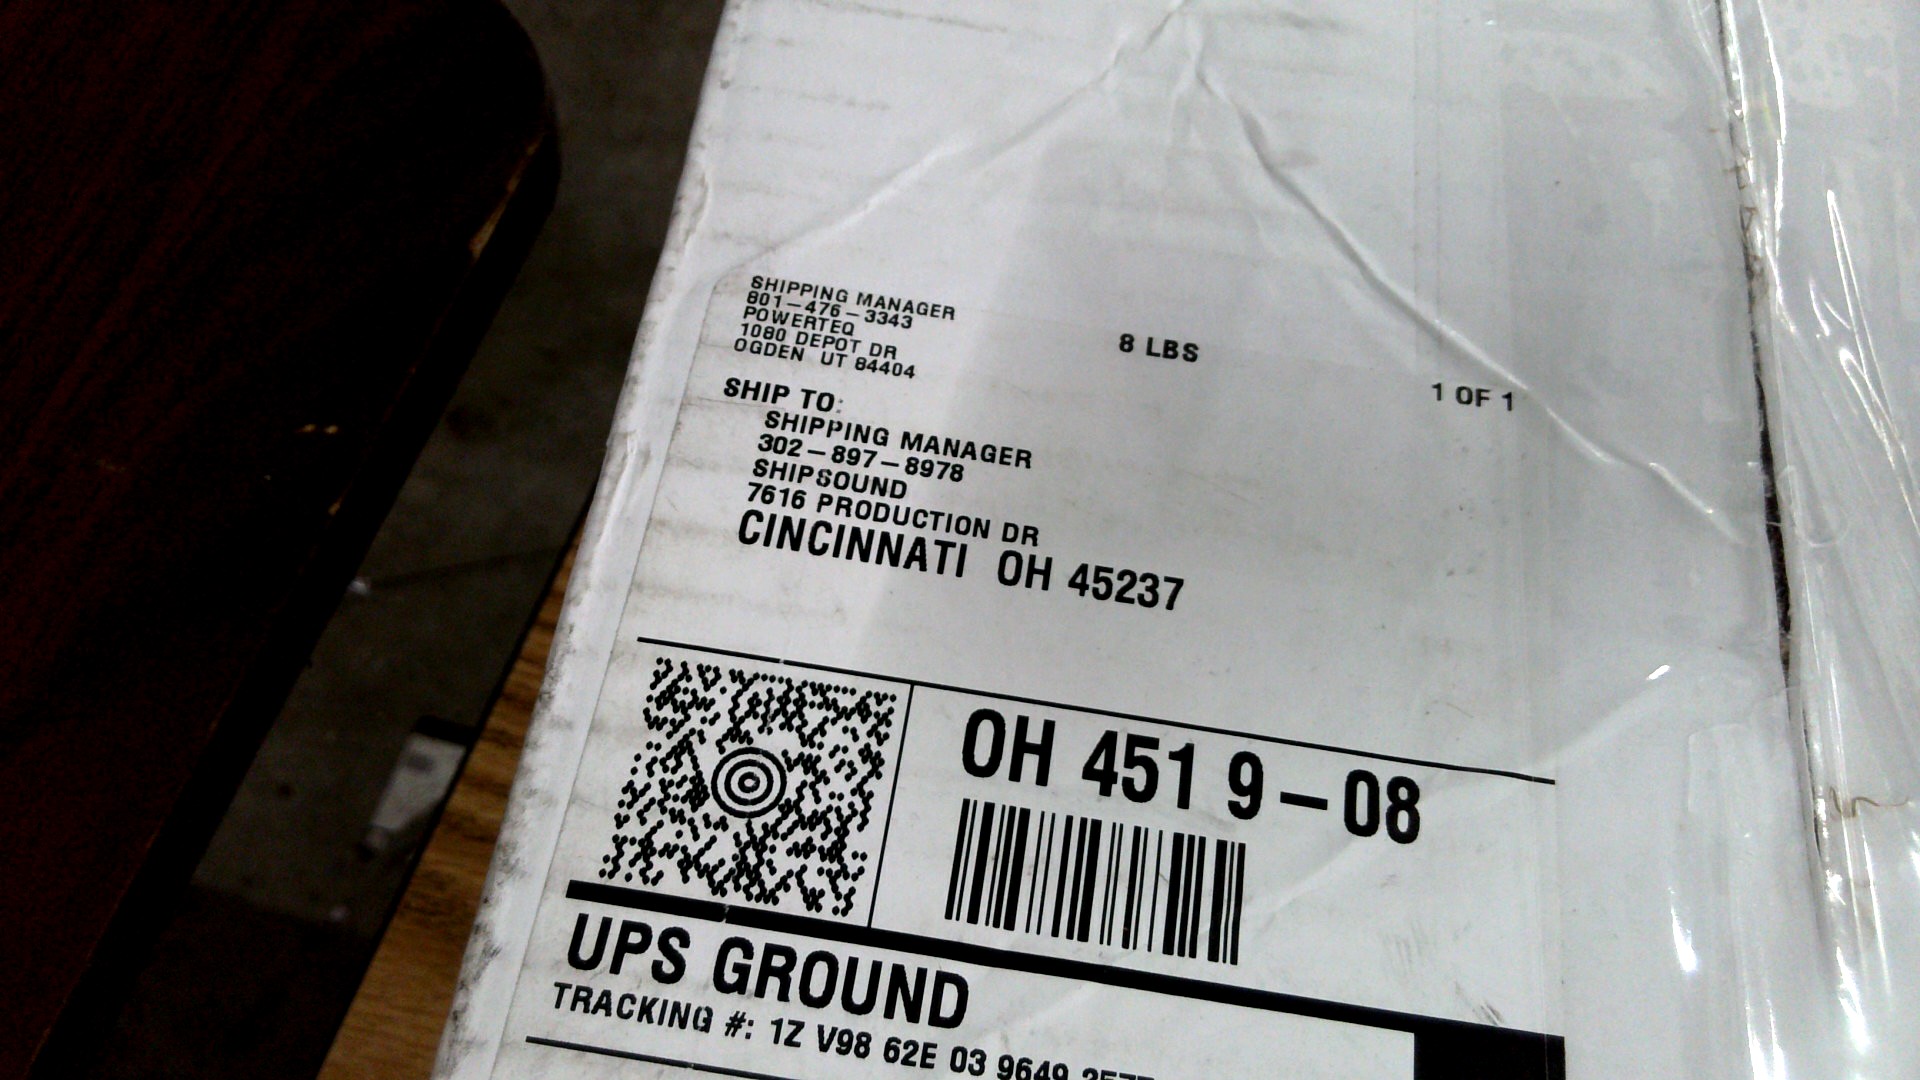 SHIPPING MANAGER
801-476-3343
POWERTEQ
1080 DEPOT DR
OGDEN UT 84404
8 LBS
1 OF 1
SHIP TO:
SHIPPING MANAGER
302-897-8978
SHIPSOUND
7616 PRODUCTION DR
CINCINNATI OH 45237
OH 451 9-08
UPS GROUND
TRACKING #: 1Z V98 62E 03 9649